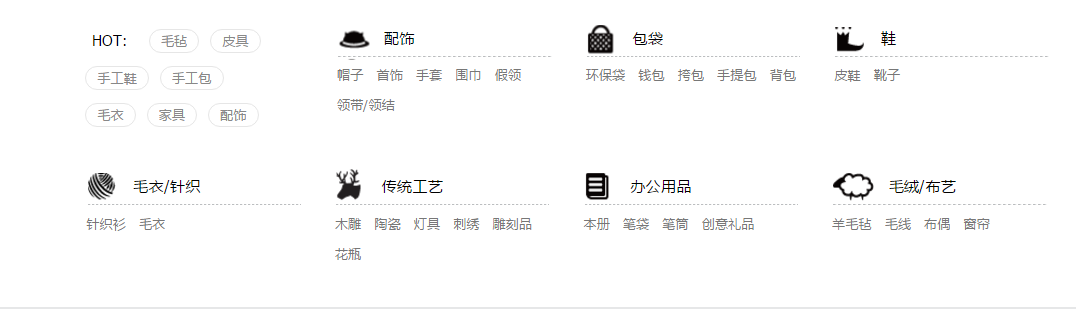 HOT: 毛毡 皮具
手工鞋 手工包
毛衣 家具 配饰
配饰
帽子 首饰 手套 围巾 假领
领带/领结
包袋
环保袋 钱包 挎包 手提包 背包
鞋
皮鞋 靴子
毛衣/针织
针织衫 毛衣
传统工艺
木雕 陶瓷 灯具 刺绣 雕刻品
花瓶
办公用品
本册 笔袋 笔筒 创意礼品
毛绒/布艺
羊毛毡 毛线 布偶 窗帘